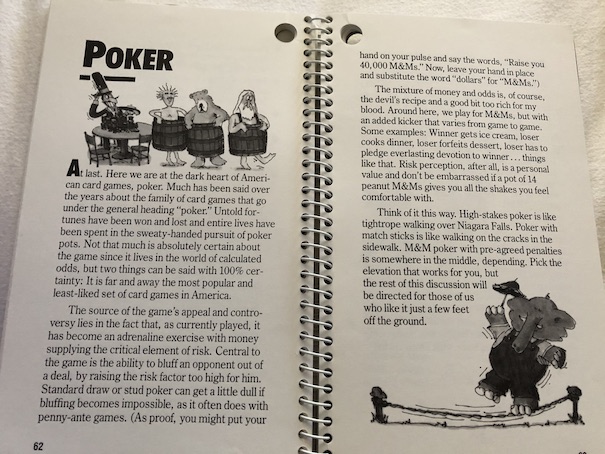 POKER
At last. Here we are at the dark heart of Ameri-
can card games, poker. Much has been said over
the years about the family of card games that go
under the general heading "poker." Untold for-
tunes have been won and lost and entire lives have
been spent in the sweaty-handed pursuit of poker
pots. Not that much is absolutely certain about
the game since it lives in the world of calculated
odds, but two things can be said with 100% cer-
tainty: It is far and away the most popular and
least-liked set of card games in America.
The source of the game's appeal and contro-
versy lies in the fact that, as currently played, it
has become an adrenaline exercise with money
supplying the critical element of risk. Central to
the game is the ability to bluff an opponent out of
a deal, by raising the risk factor too high for him.
Standard draw or stud poker can get a little dull if
bluffing becomes impossible, as it often does with
penny-ante games. (As proof, you might put your
62
hand on your pulse and say the words, "Raise you
40,000 M&Ms." Now, leave your hand in place
and substitute the word "dollars" for "M&Ms.")
The mixture of money and odds is, of course,
the devil's recipe and a good bit too rich for my
blood. Around here, we play for M&Ms, but with
an added kicker that varies from game to game.
Some examples: Winner gets ice cream, loser
cooks dinner, loser forfeits dessert, loser has to
pledge everlasting devotion to winner . . . things
like that. Risk perception, after all, is a personal
value and don't be embarrassed if a pot of 14
peanut M&Ms gives you all the shakes you feel
comfortable with.
Think of it this way. High-stakes poker is like
tightrope walking over Niagara Falls. Poker with
match sticks is like walking on the cracks in the
sidewalk. M&M poker with pre-agreed penalties
is somewhere in the middle, depending. Pick the
elevation that works for you, but
the rest of this discussion will
be directed for those of us
who like it just a few feet
off the ground.